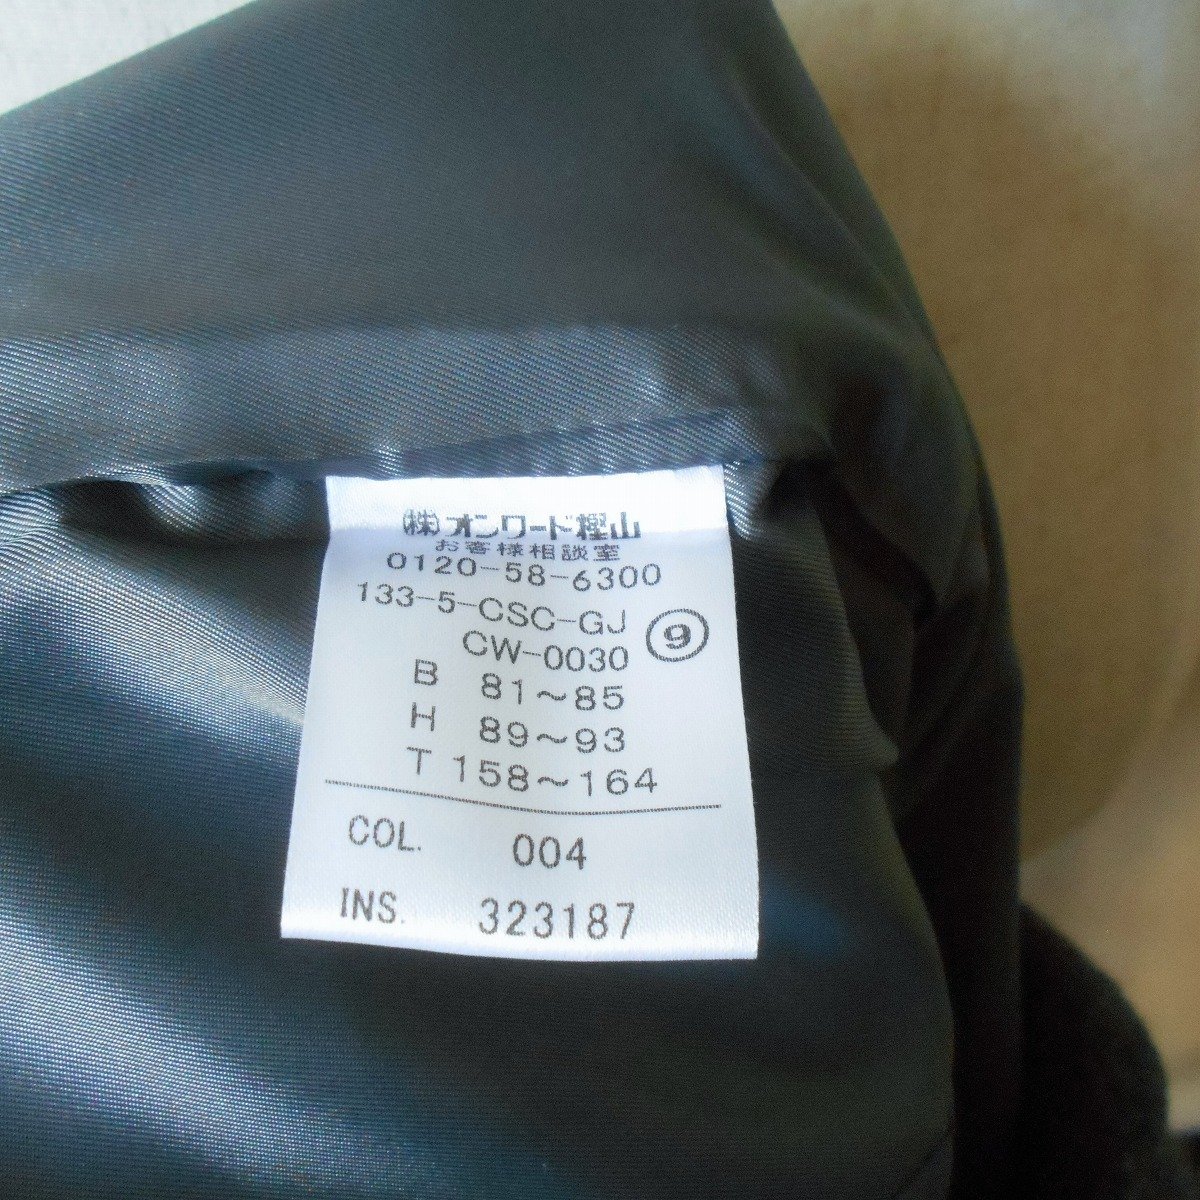 (株)オンワード樫山
お客様相談室
0120-58-6300
133-5-CSC-GJ
CW-0030 ⑨
B 81～85
H 89～93
T 158～164
COL. 004
INS. 323187